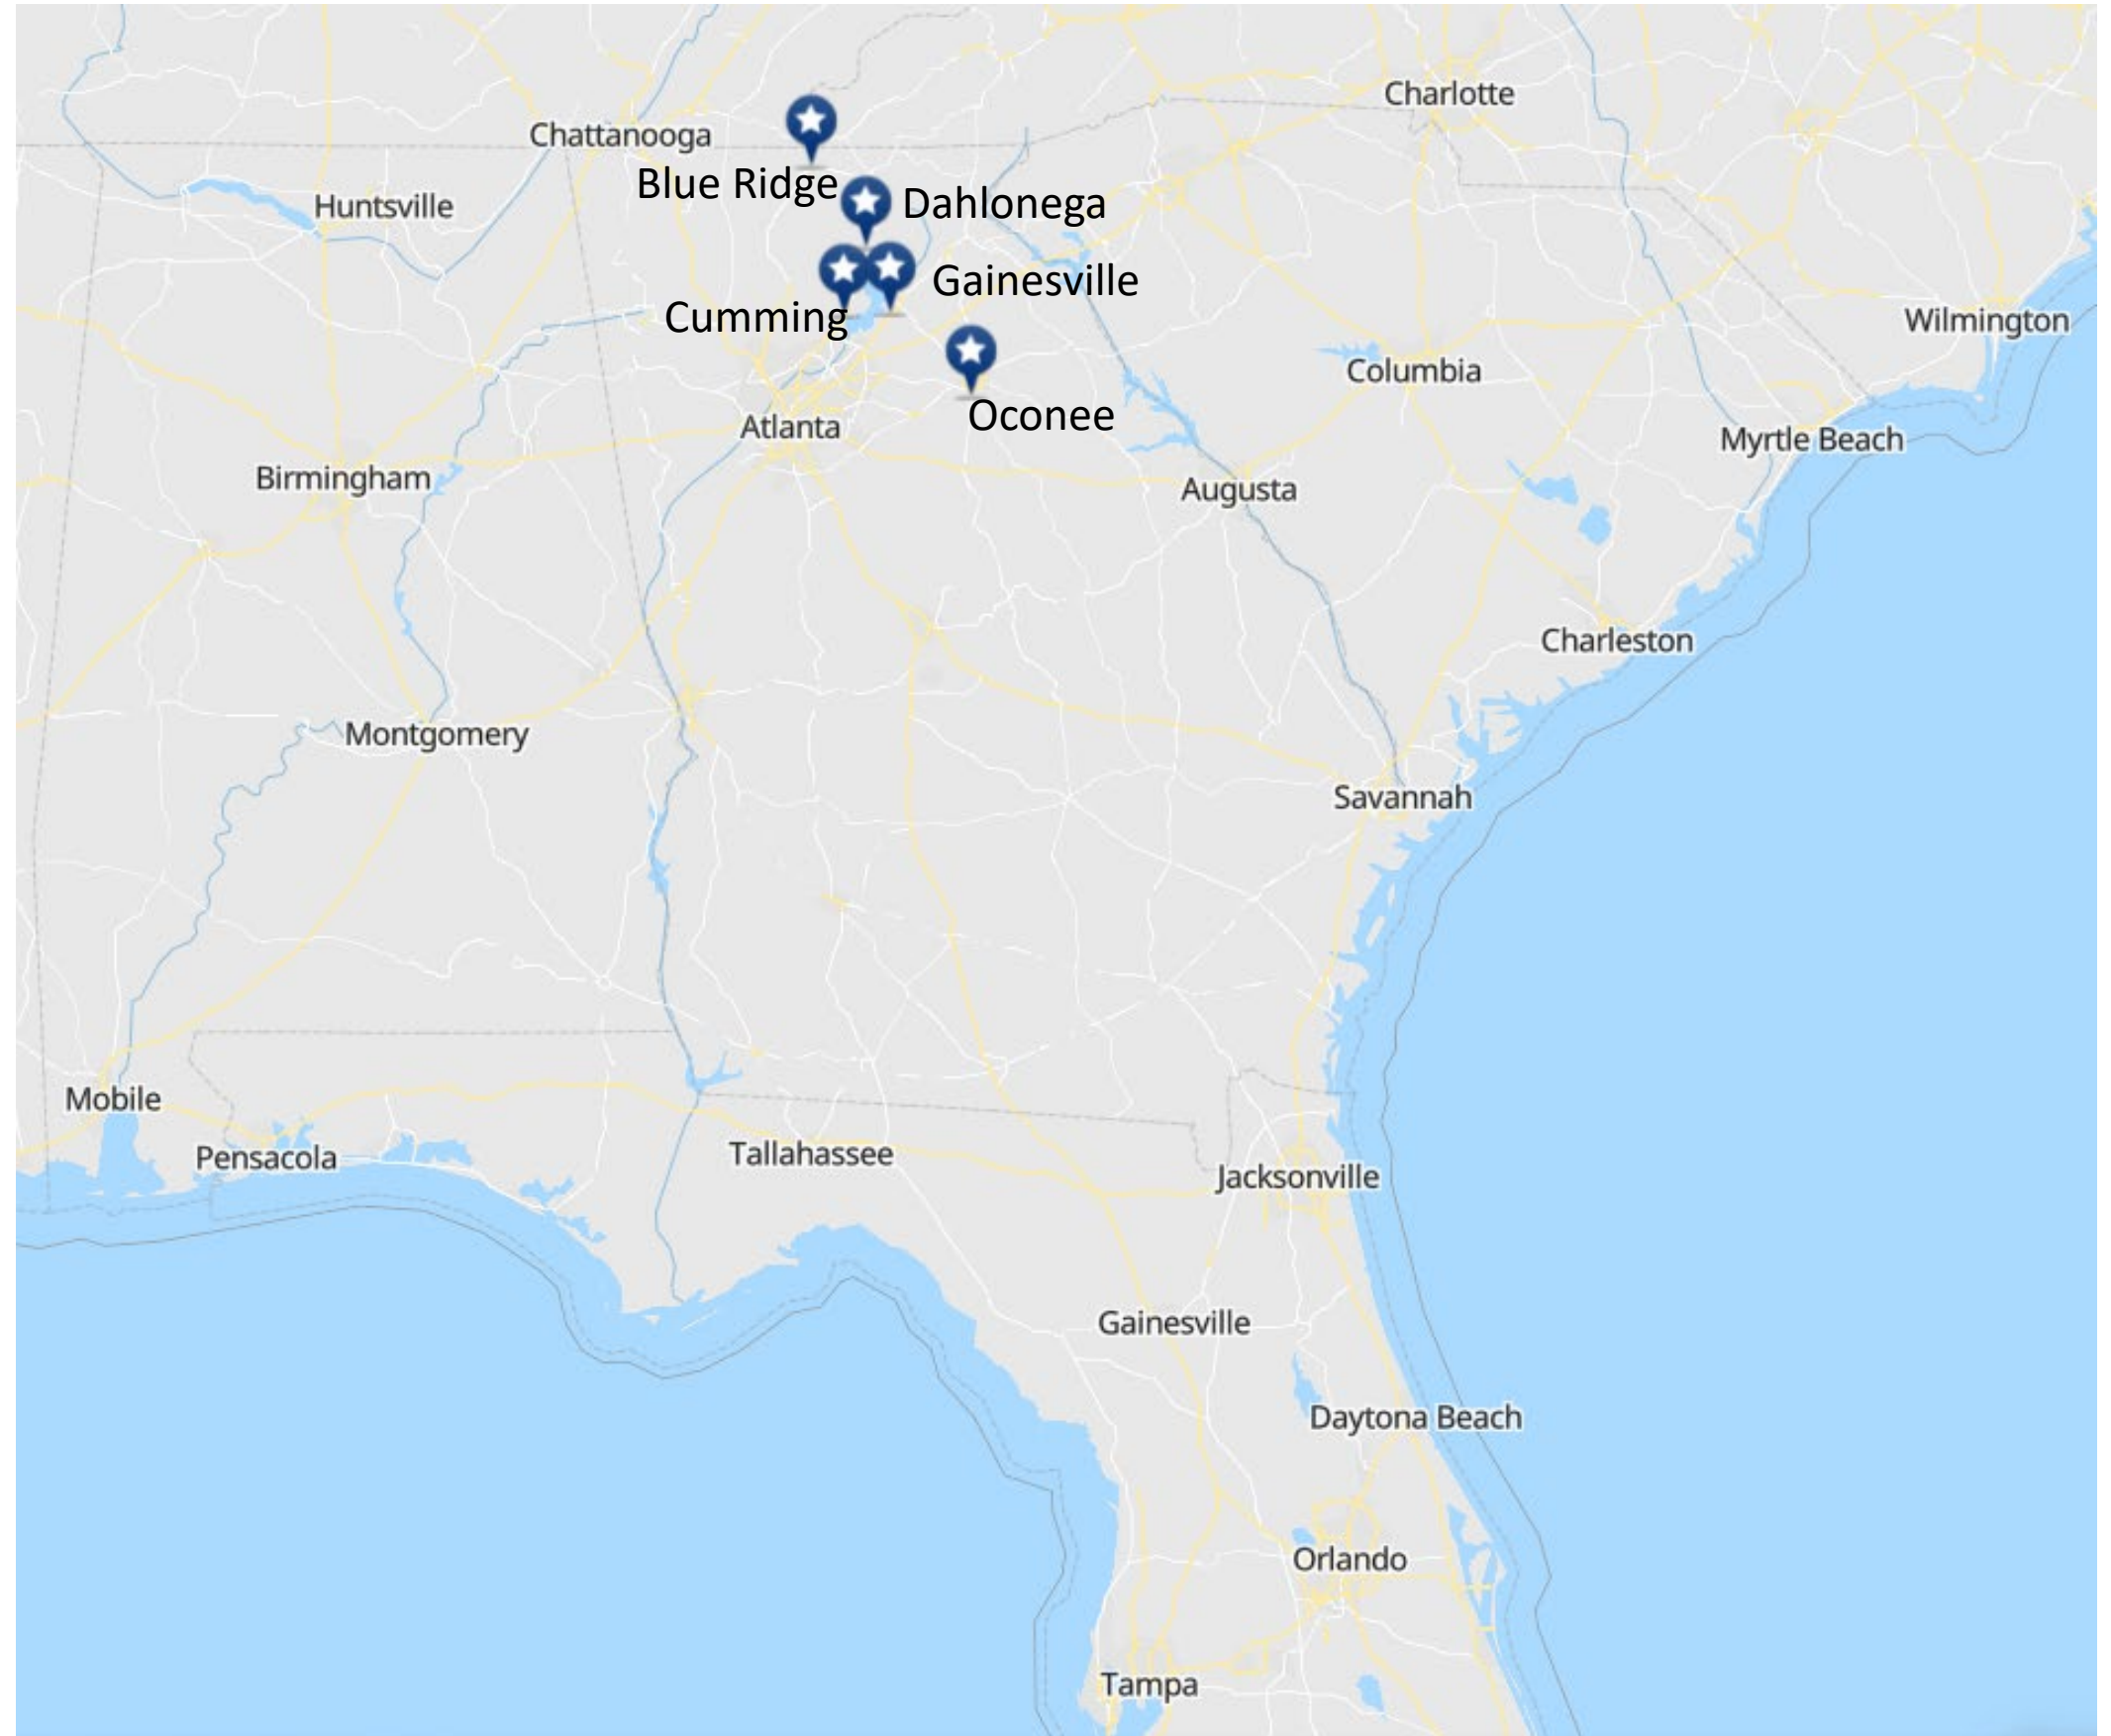 Charlotte
Chattanooga
Blue Ridge
Huntsville
Dahlonega
Gainesville
Cumming
Wilmington
Columbia
Oconee
Atlanta
Myrtle Beach
Birmingham
Augusta
Charleston
Montgomery
Savannah
Mobile
Pensacola
Tallahassee
Jacksonville
Gainesville
Daytona Beach
Orlando
Tampa